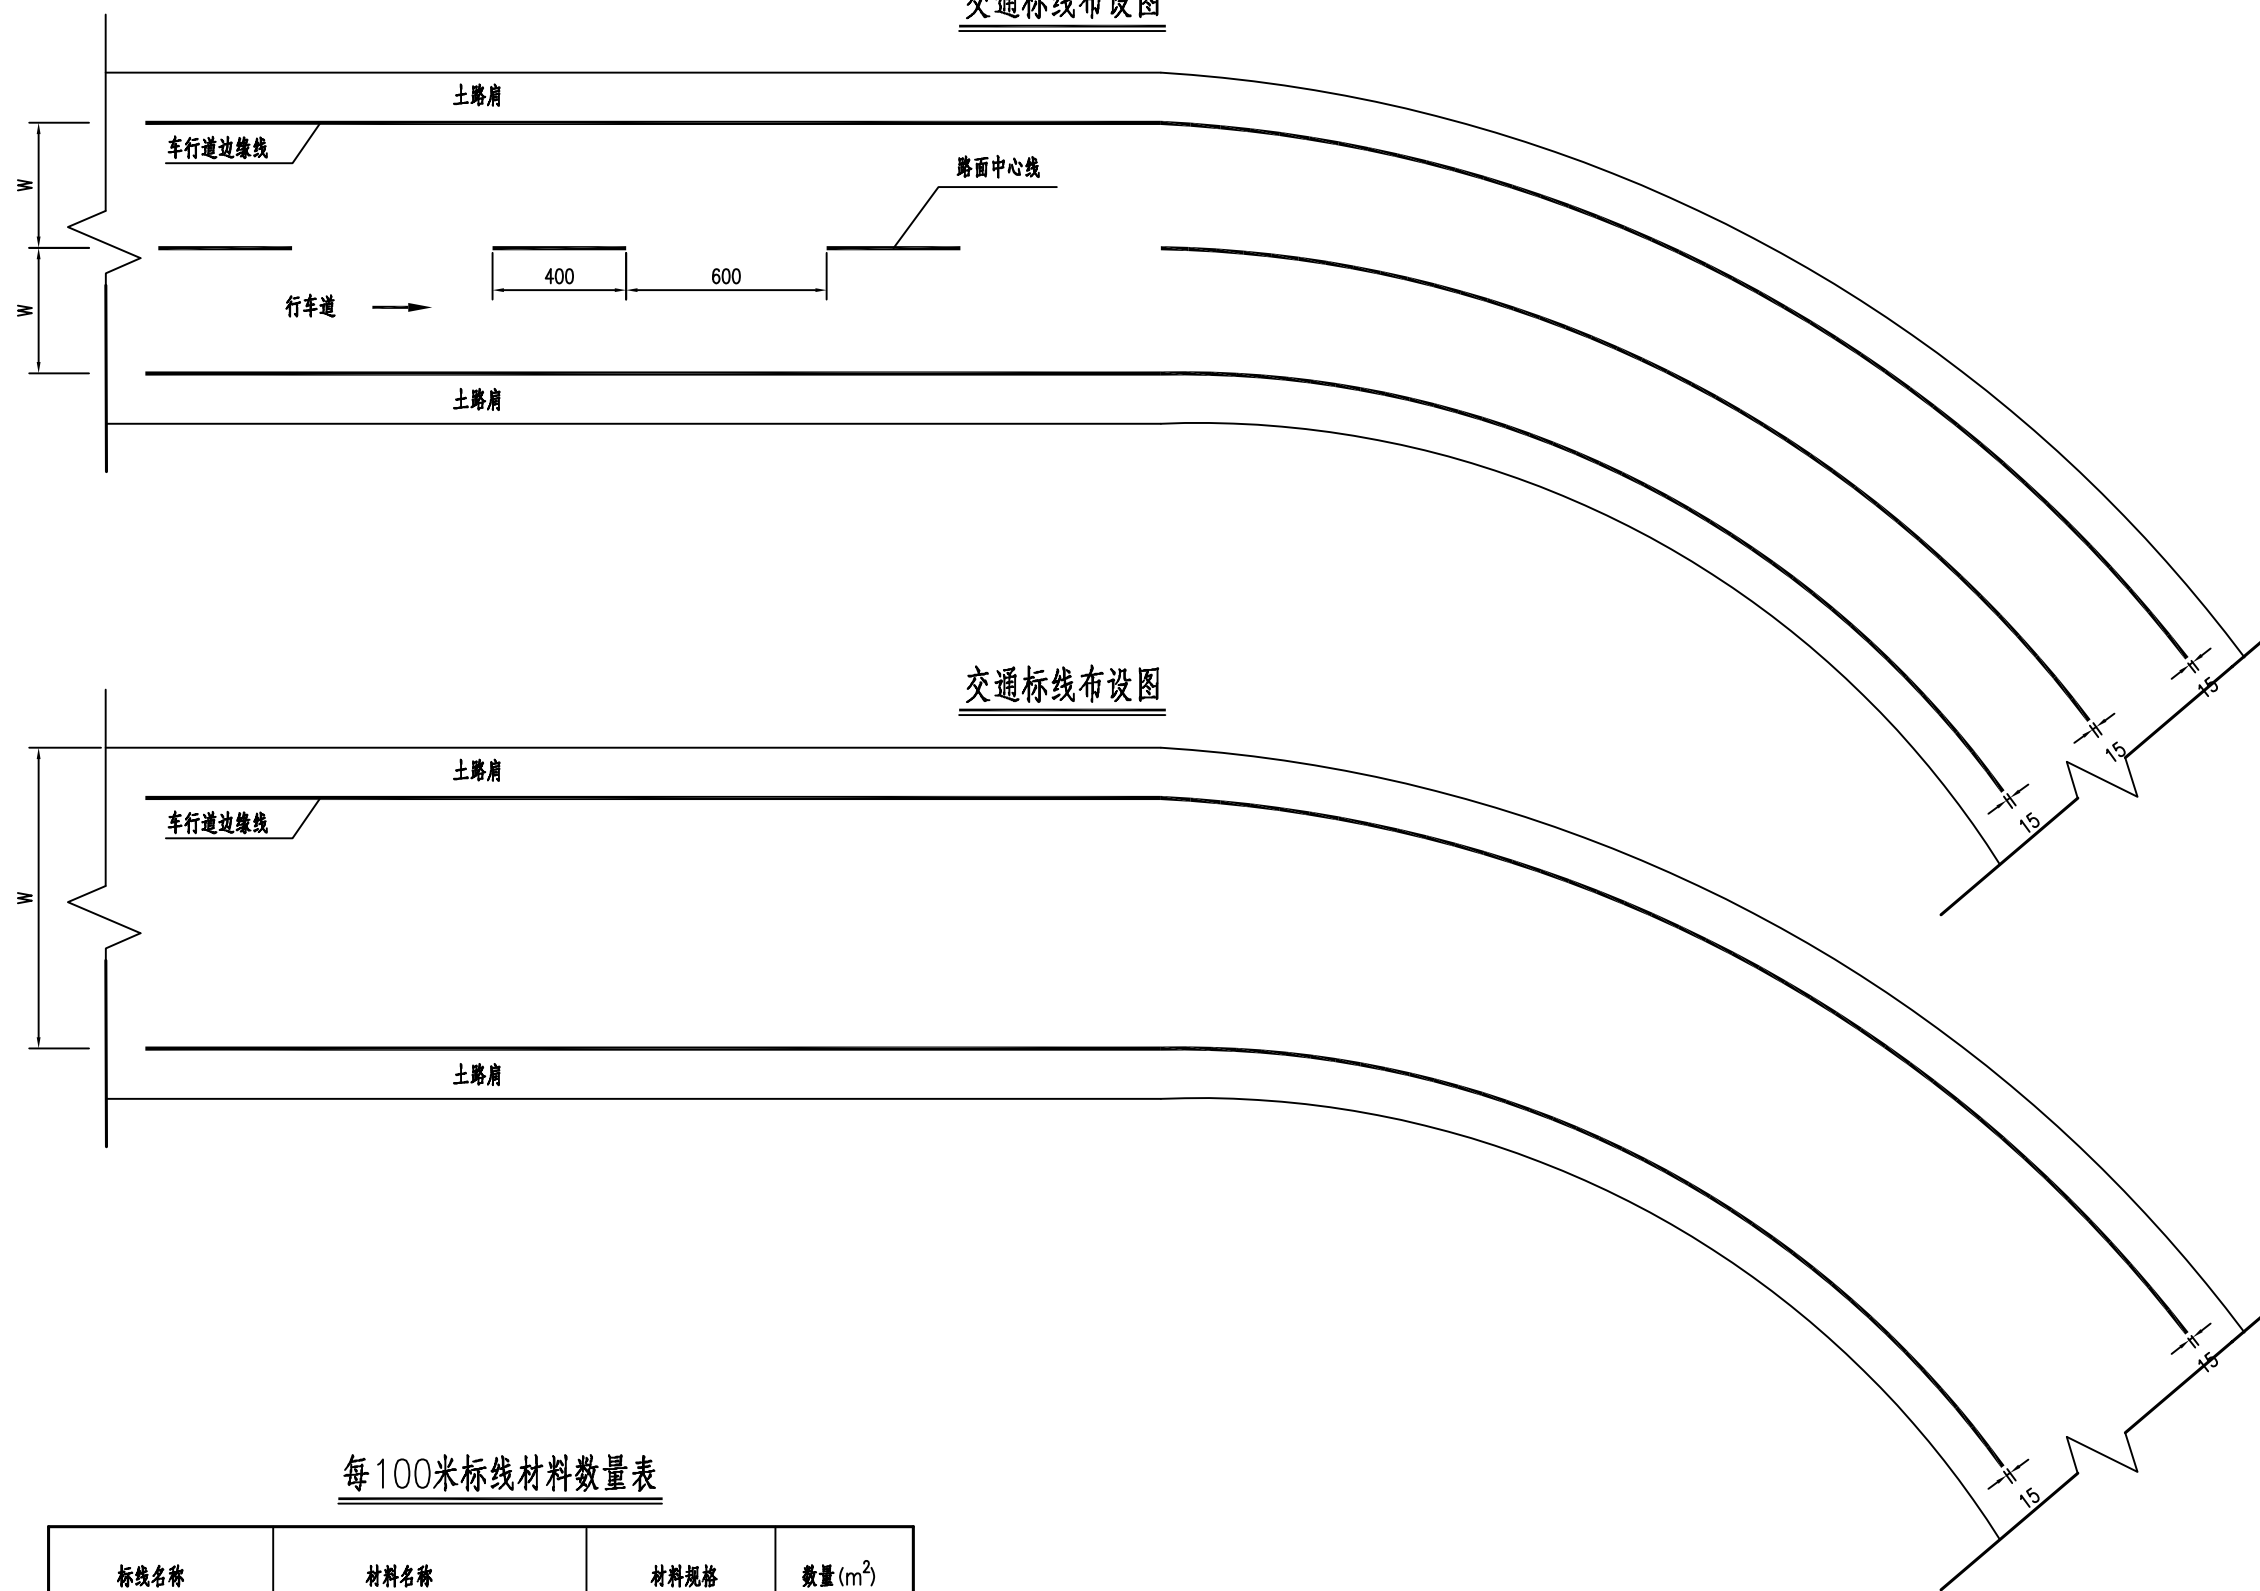 交通标线布设图
土路肩
车行道边缘线
路面中心线
W
400
600
W
行车道
土路肩
15
15
15
交通标线布设图
土路肩
车行道边缘线
W
土路肩
15
15
每100米标线材料数量表
标线名称 材料名称 材料规格 数量(m²)